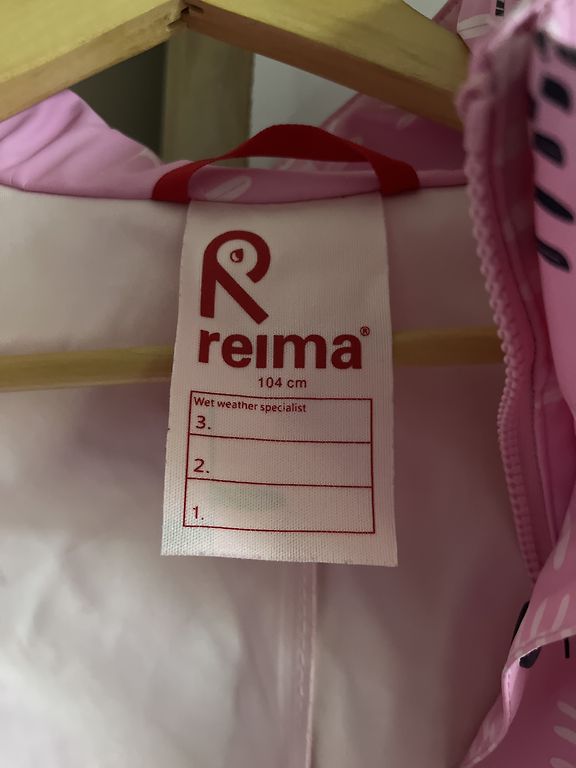 reima®
104 cm
Wet weather specialist
3.
2.
1.